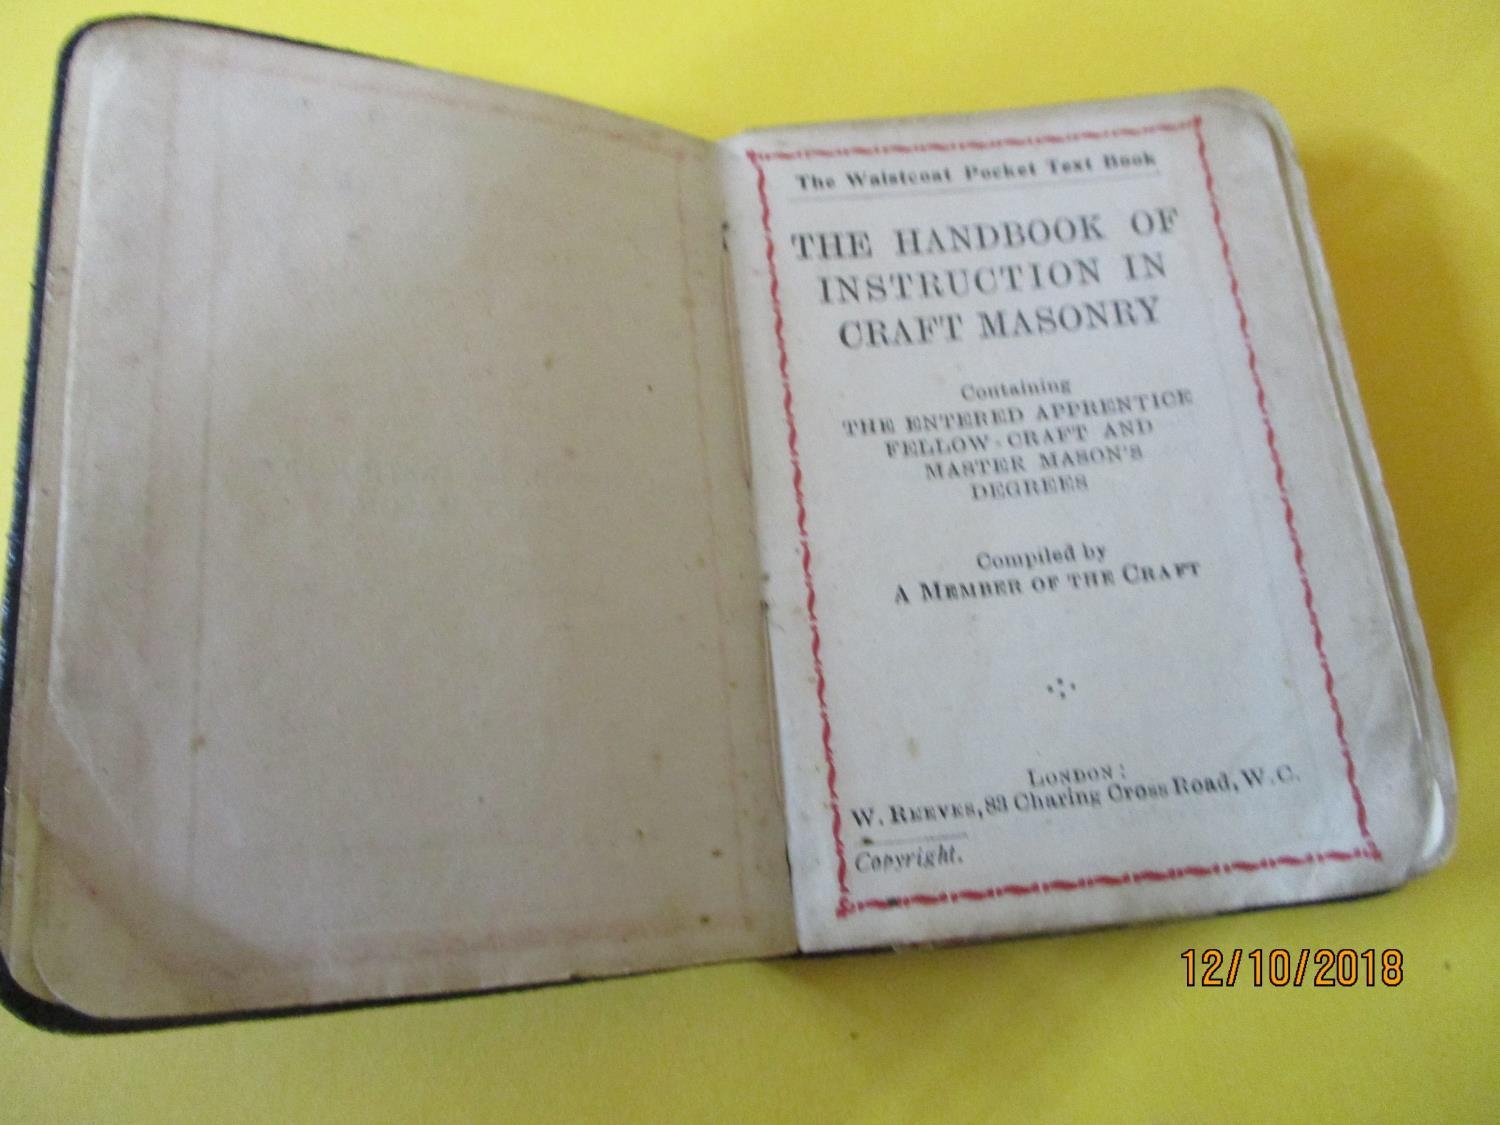 The Waistcoat Pocket Text Book
THE HANDBOOK OF
INSTRUCTION IN
CRAFT MASONRY
Containing
THE ENTERED APPRENTICE
FELLOW-CRAFT AND
MASTER MASON'S
DEGREES
Compiled by
A MEMBER OF THE CRAFT
LONDON:
W. REEVES, 83 Charing Cross Road, W.C.
Copyright.
12/10/2018